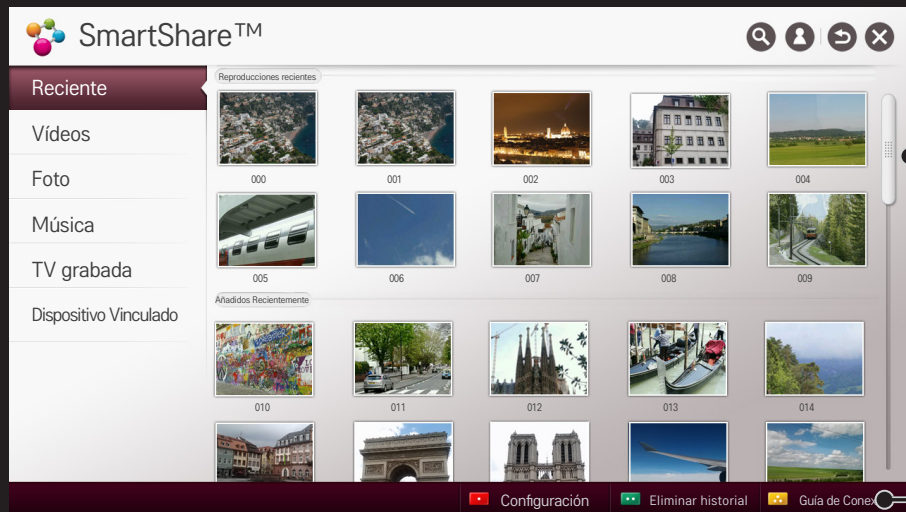 SmartShare™
Reciente
Vídeos
Foto
Música
TV grabada
Dispositivo Vinculado
Reproducciones recientes
000 001 002 003 004
005 006 007 008 009
Añadidos Recientemente
010 011 012 013 014
Configuración Eliminar historial Guía de Conex